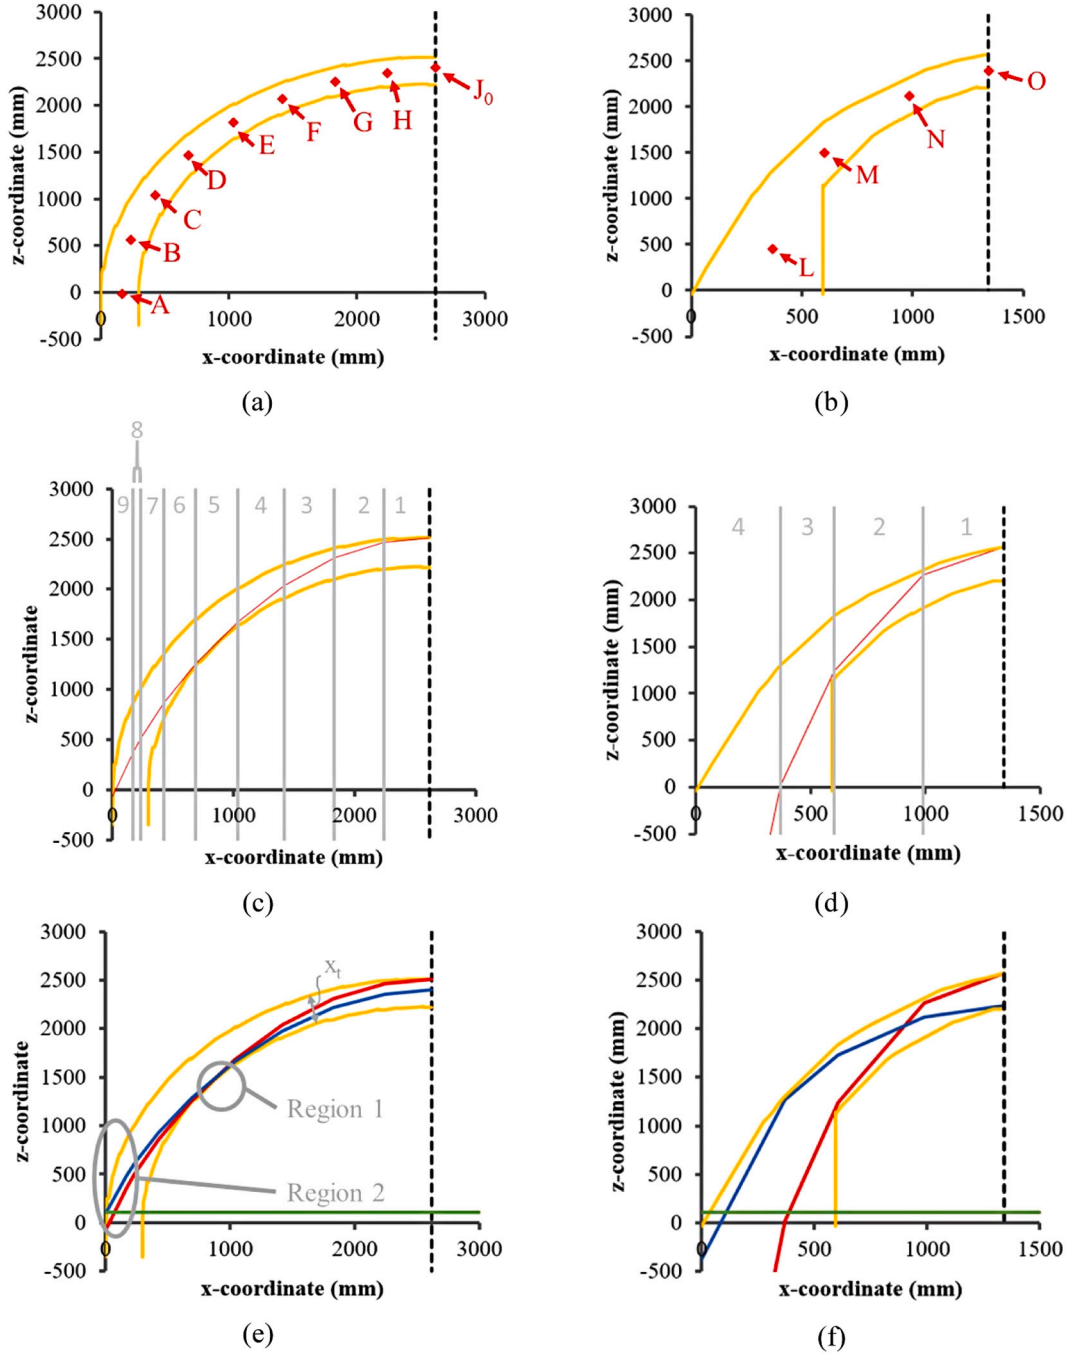 3000
2500
2000
1500
1000
500
0
-500
z-coordinate (mm)
0
1000
2000
3000
x-coordinate (mm)
A
B
C
D
E
F
G
H
J0
(a)
3000
2500
2000
1500
1000
500
0
-500
z-coordinate (mm)
0
500
1000
1500
x-coordinate (mm)
L
M
N
O
(b)
8
9 7 6 5 4 3 2 1
3000
2500
2000
1500
1000
500
0
-500
z-coordinate
0
1000
2000
3000
x-coordinate (mm)
(c)
4 3 2 1
3000
2500
2000
1500
1000
500
0
-500
z-coordinate (mm)
0
500
1000
1500
x-coordinate (mm)
(d)
3000
2500
2000
1500
1000
500
0
-500
z-coordinate
xt
Region 1
Region 2
0
1000
2000
3000
x-coordinate (mm)
(e)
3000
2500
2000
1500
1000
500
0
-500
z-coordinate (mm)
0
500
1000
1500
x-coordinate (mm)
(f)